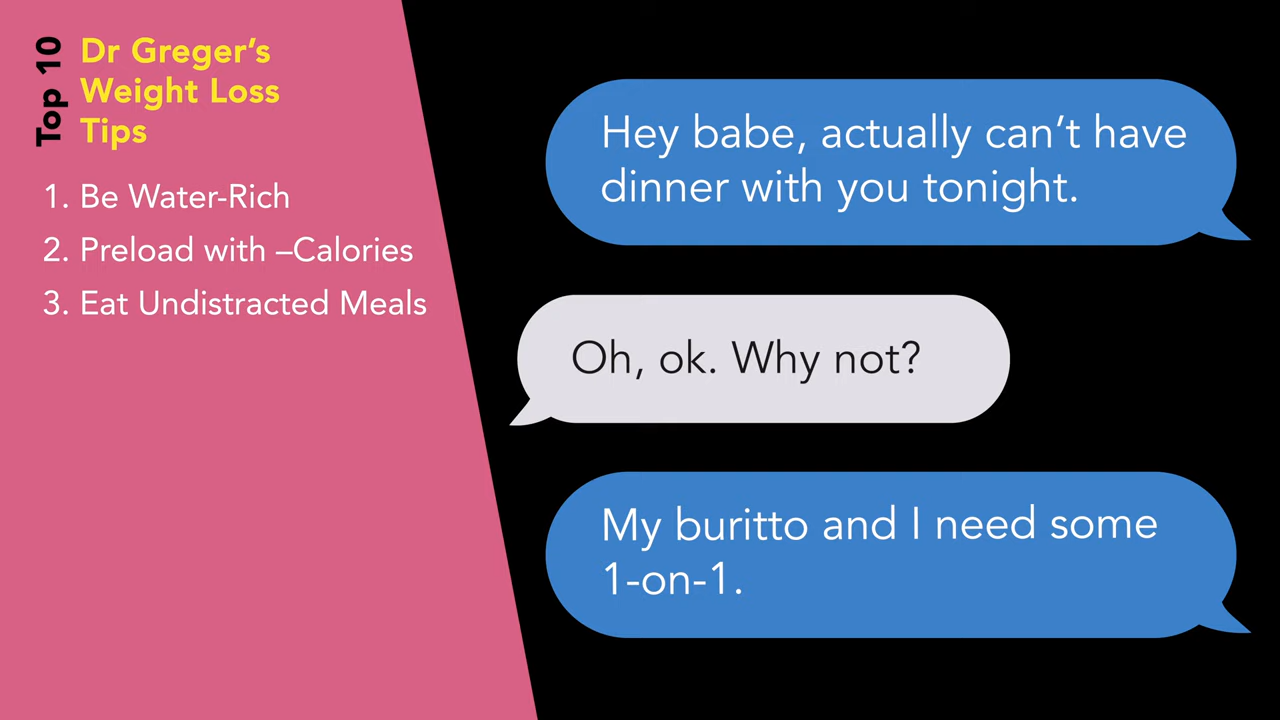 Top 10
Dr Greger’s
Weight Loss
Tips
1. Be Water-Rich
2. Preload with –Calories
3. Eat Undistracted Meals
Hey babe, actually can’t have
dinner with you tonight.
Oh, ok. Why not?
My buritto and I need some
1-on-1.